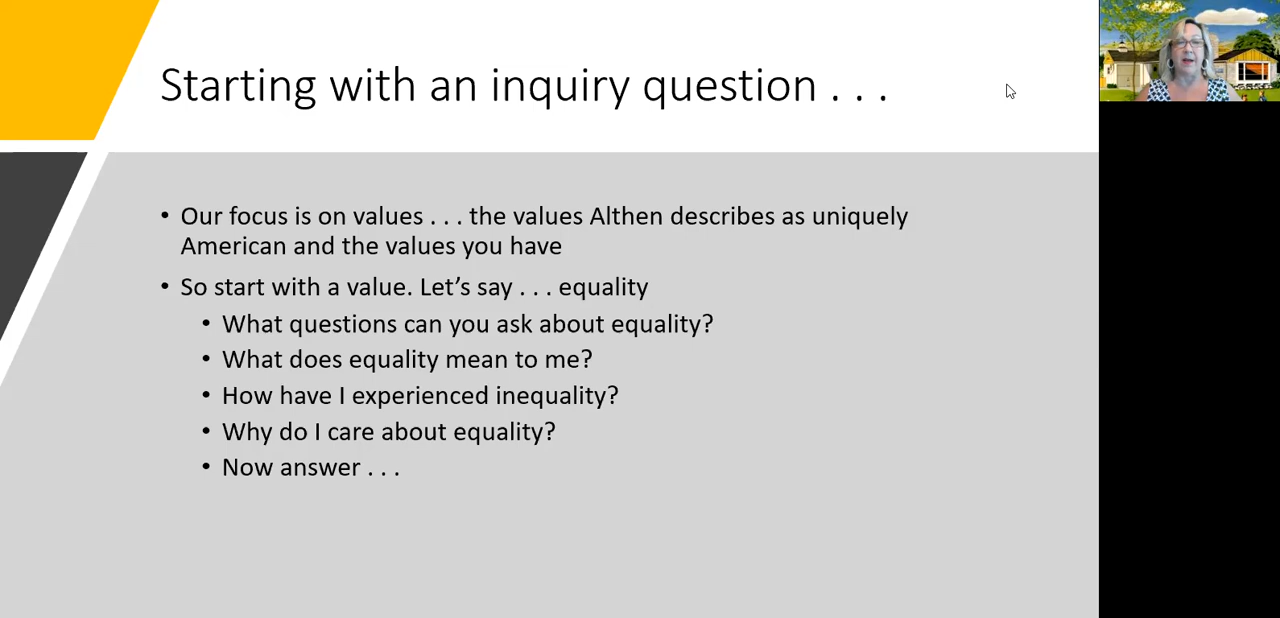 Starting with an inquiry question . . .
• Our focus is on values . . . the values Althen describes as uniquely
American and the values you have
• So start with a value. Let’s say . . . equality
• What questions can you ask about equality?
• What does equality mean to me?
• How have I experienced inequality?
• Why do I care about equality?
• Now answer . . .